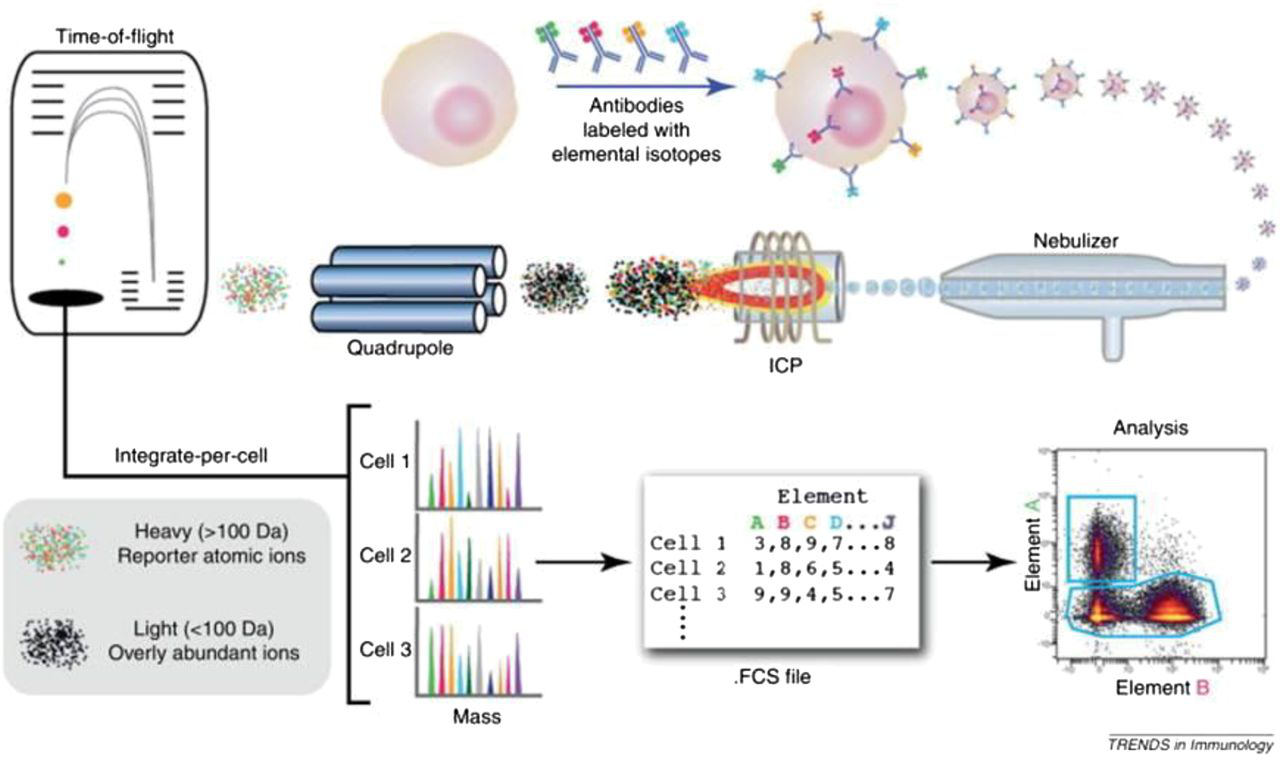 Time-of-flight
Antibodies
labeled with
elemental isotopes
Nebulizer
Quadrupole
ICP
Integrate-per-cell
Heavy (>100 Da)
Reporter atomic ions
Light (<100 Da)
Overly abundant ions
Cell 1
Cell 2
Cell 3
Mass
Element
A B C D...J
Cell 1 3,8,9,7...8
Cell 2 1,8,6,5...4
Cell 3 9,9,4,5...7
.FCS file
Analysis
Element A
Element B
TRENDS in Immunology